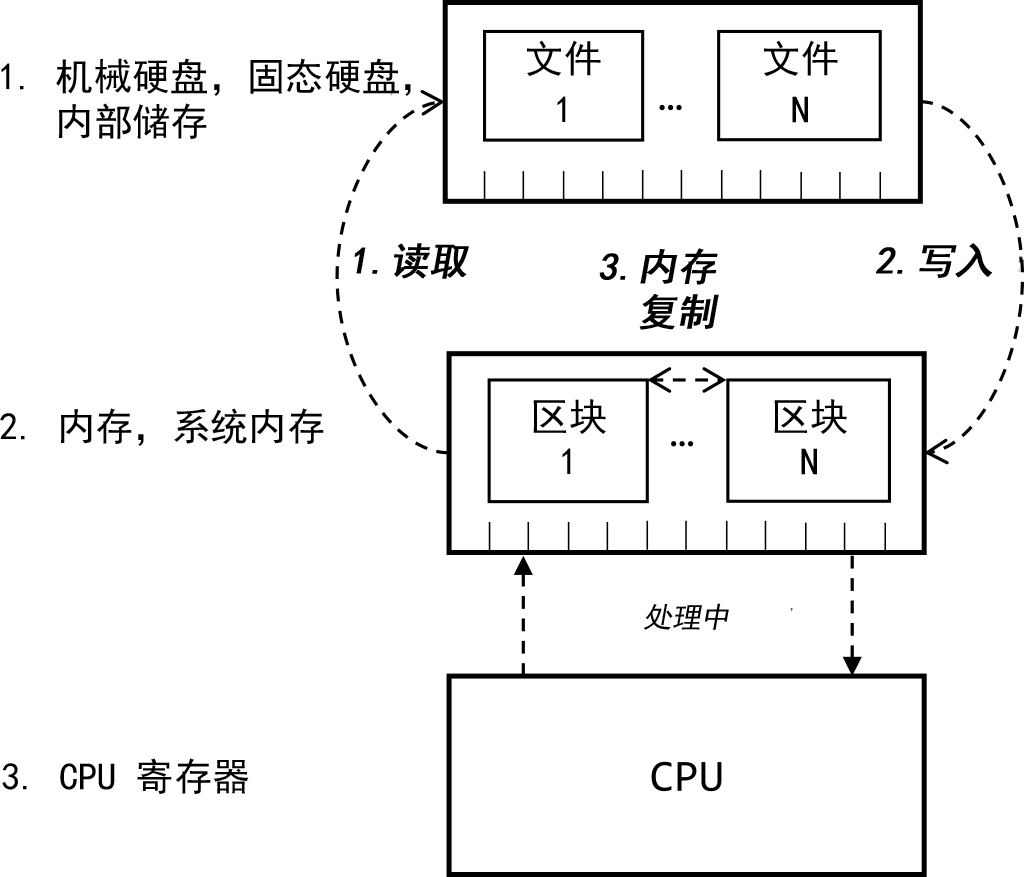 1. 机械硬盘，固态硬盘，
内部储存
文件
1
...
文件
N
1. 读取
3. 内存
复制
2. 写入
2. 内存，系统内存
区块
1
...
区块
N
处理中
3. CPU 寄存器
CPU